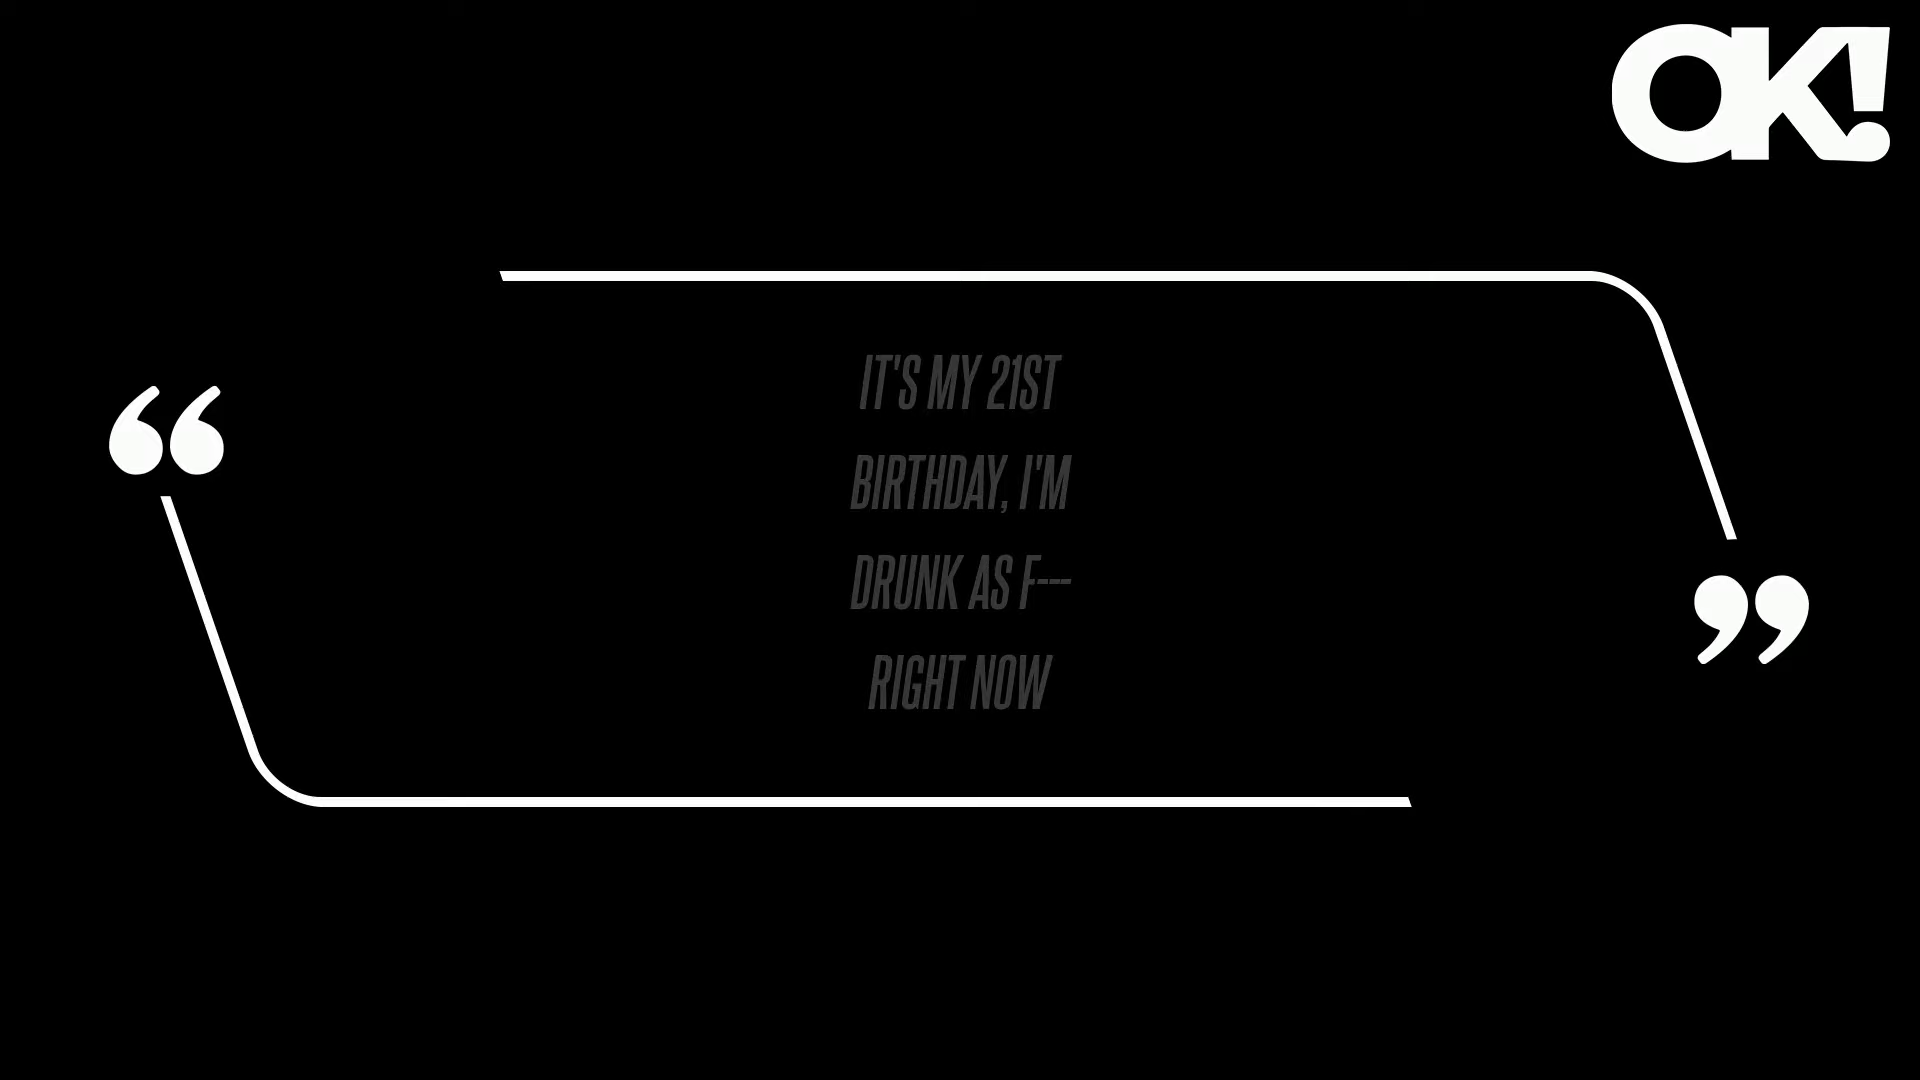 OK!
“
IT'S MY 21ST
BIRTHDAY, I'M
DRUNK AS F---
RIGHT NOW
”